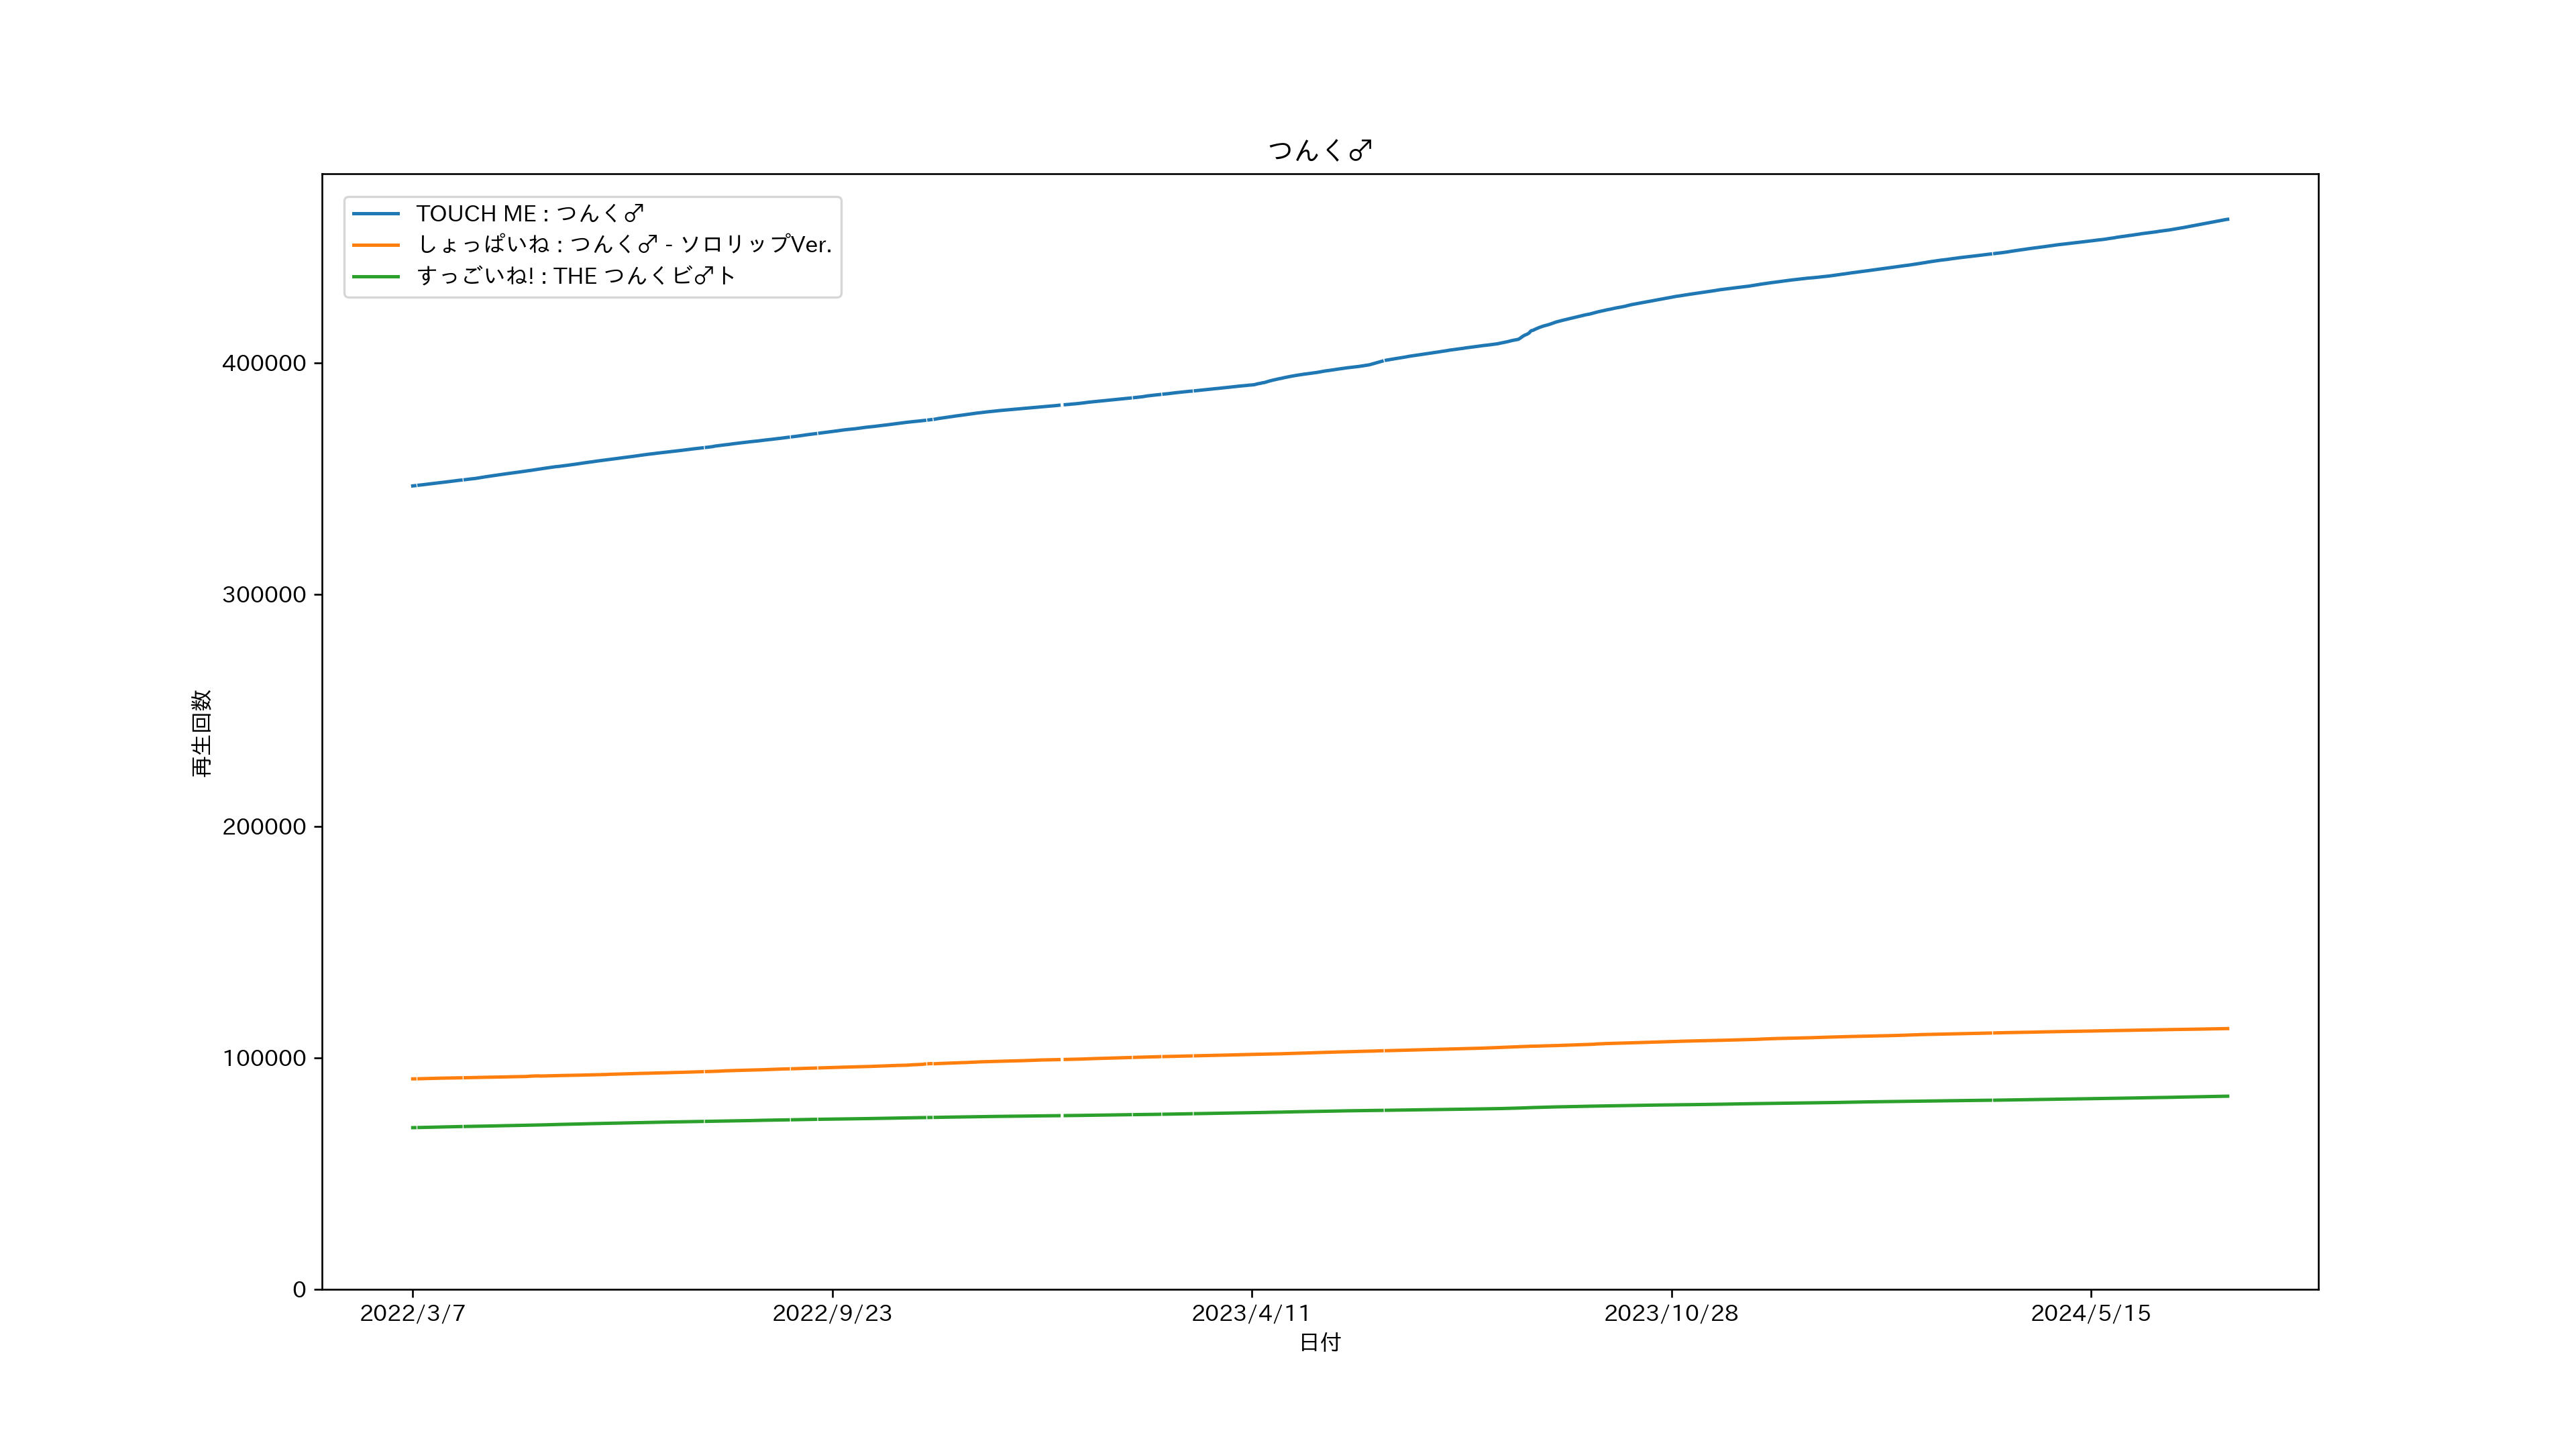 つんく♂
TOUCH ME : つんく♂
しょっぱいね : つんく♂ - ソロリップVer.
すっごいね! : THE つんくビ♂ト
400000
300000
200000
100000
0
再生回数
2022/3/7
2022/9/23
2023/4/11
2023/10/28
2024/5/15
日付